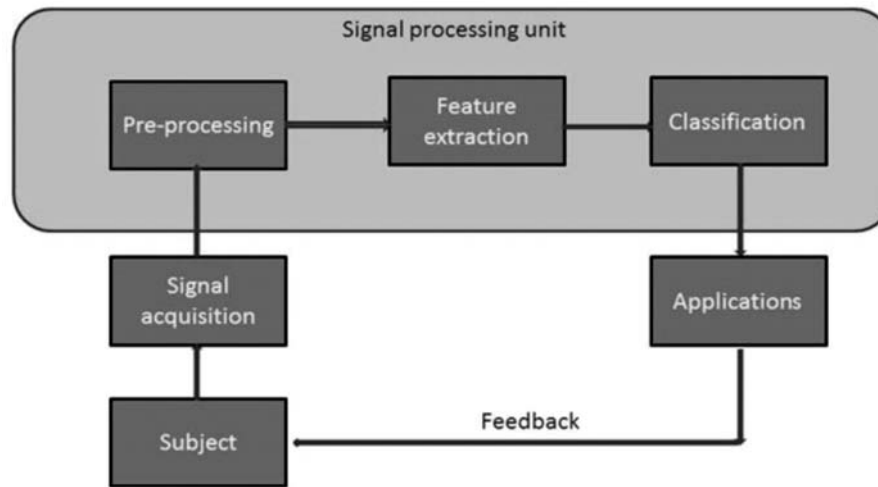 Signal processing unit
Pre-processing
Feature
extraction
Classification
Signal
acquisition
Applications
Subject
Feedback